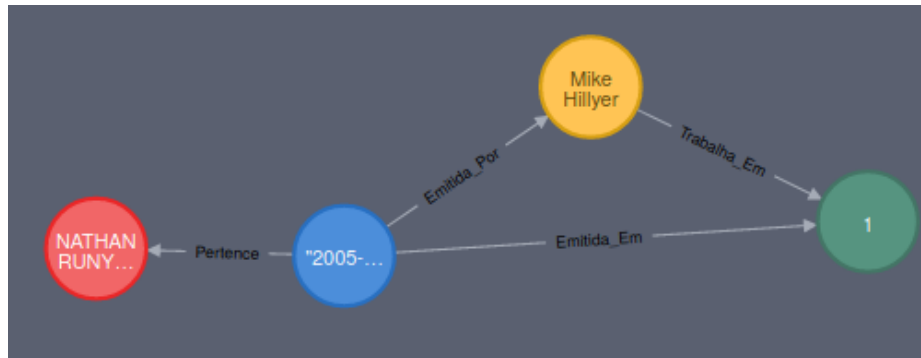 Mike
Hillyer
Emitida_Por
Trabalha_Em
NATHAN
RUNY...
Pertence
"2005-...
Emitida_Em
1